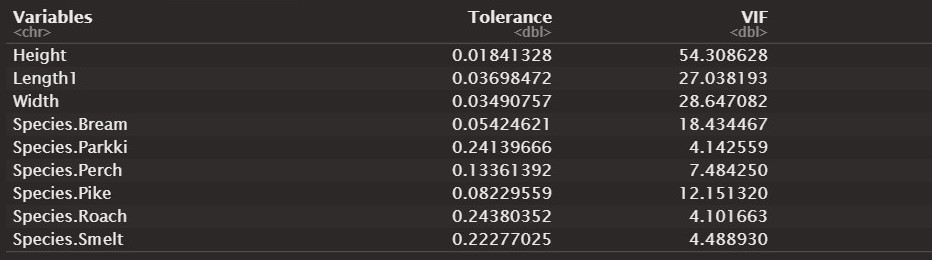 Variables Tolerance VIF
<chr> <dbl> <dbl>
Height 0.01841328 54.308628
Length1 0.03698472 27.038193
Width 0.03490757 28.647082
Species.Bream 0.05424621 18.434467
Species.Parkki 0.24139666 4.142559
Species.Perch 0.13361392 7.484250
Species.Pike 0.08229559 12.151320
Species.Roach 0.24380352 4.101663
Species.Smelt 0.22277025 4.488930